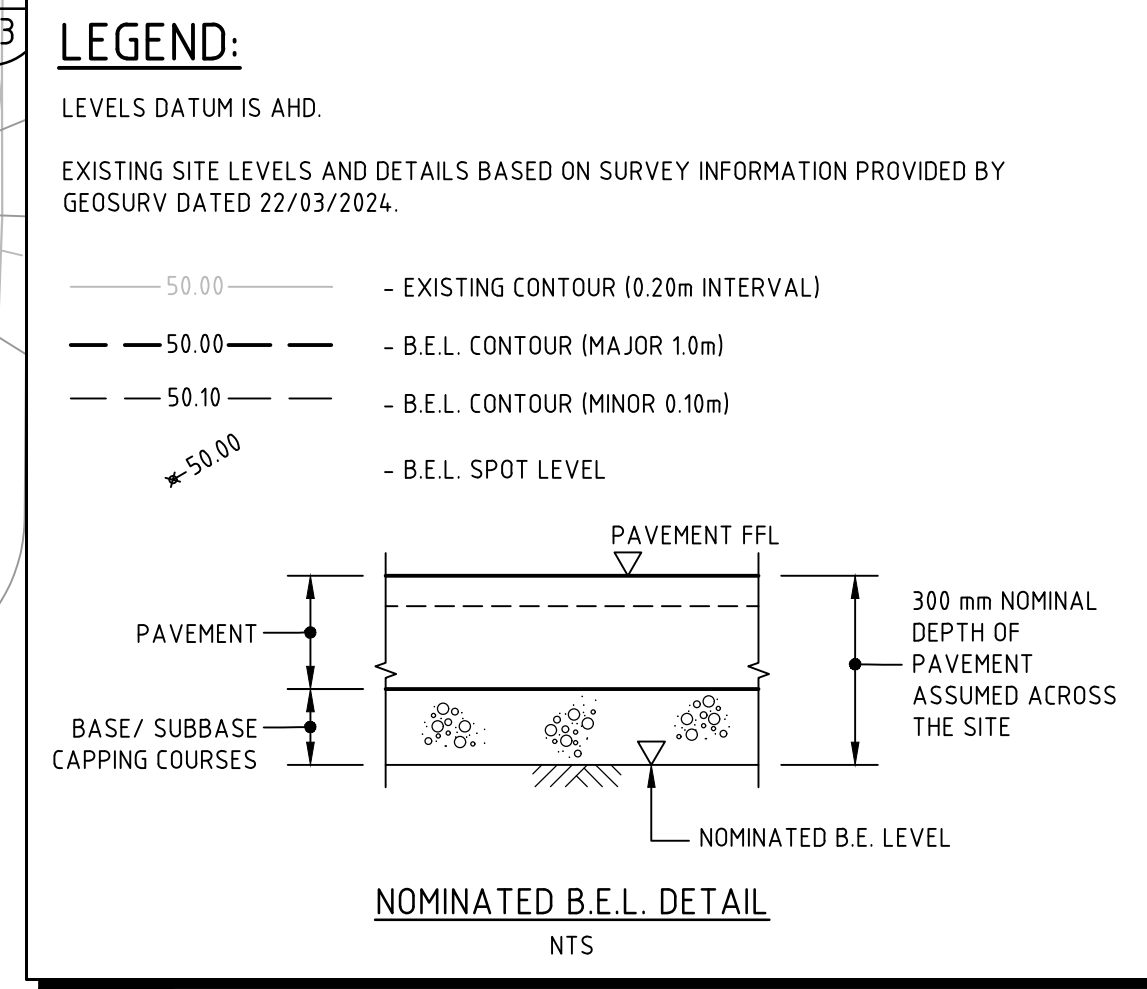 3
LEGEND:
LEVELS DATUM IS AHD.
EXISTING SITE LEVELS AND DETAILS BASED ON SURVEY INFORMATION PROVIDED BY
GEOSURV DATED 22/03/2024.
50.00 - EXISTING CONTOUR (0.20m INTERVAL)
50.00 - B.E.L. CONTOUR (MAJOR 1.0m)
50.10 - B.E.L. CONTOUR (MINOR 0.10m)
50.00 - B.E.L. SPOT LEVEL
PAVEMENT FFL
PAVEMENT
BASE/ SUBBASE
CAPPING COURSES
300 mm NOMINAL
DEPTH OF
PAVEMENT
ASSUMED ACROSS
THE SITE
NOMINATED B.E. LEVEL
NOMINATED B.E.L. DETAIL
NTS